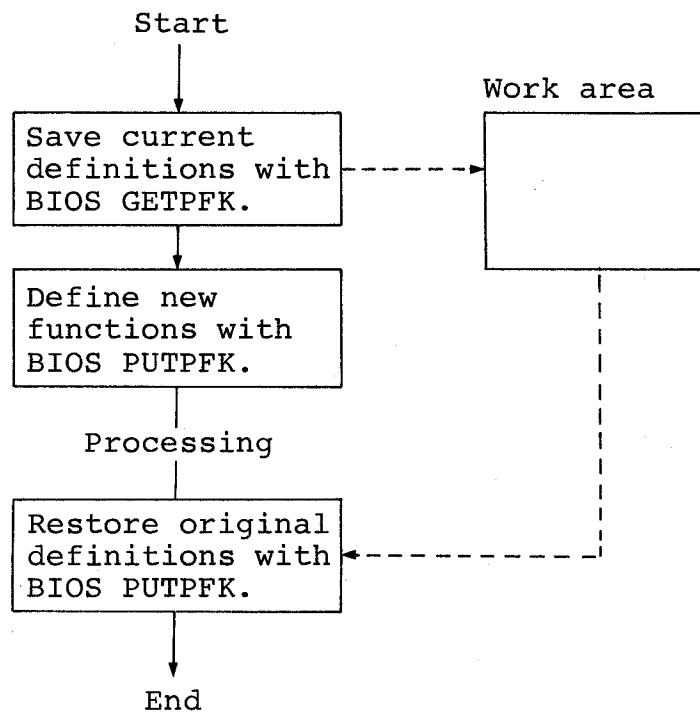 Start
Work area
Save current
definitions with
BIOS GETPFK.
Define new
functions with
BIOS PUTPFK.
Processing
Restore original
definitions with
BIOS PUTPFK.
End